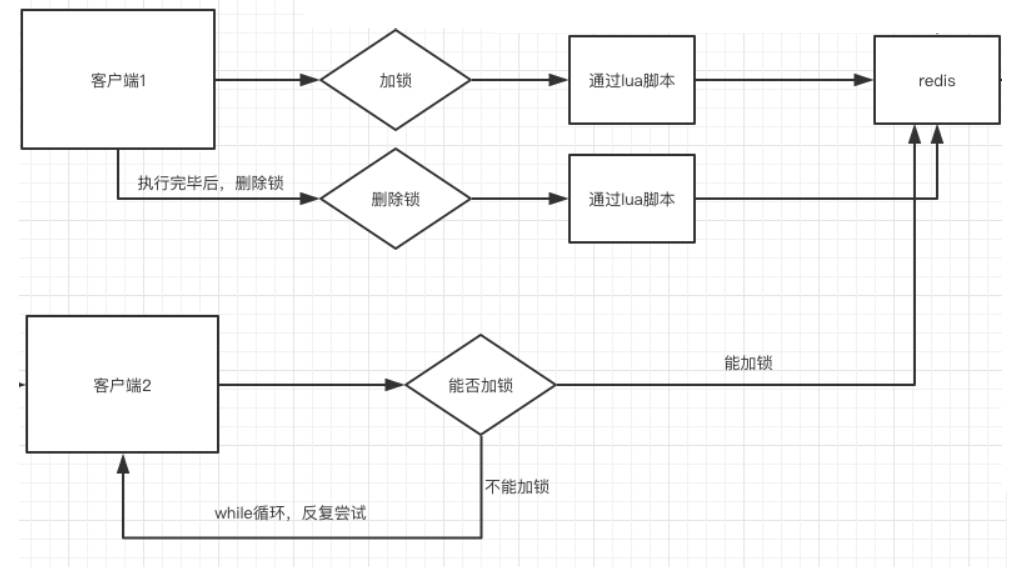 客户端1
加锁
通过lua脚本
redis
执行完毕后，删除锁
删除锁
通过lua脚本
客户端2
能否加锁
能加锁
不能加锁
while循环，反复尝试